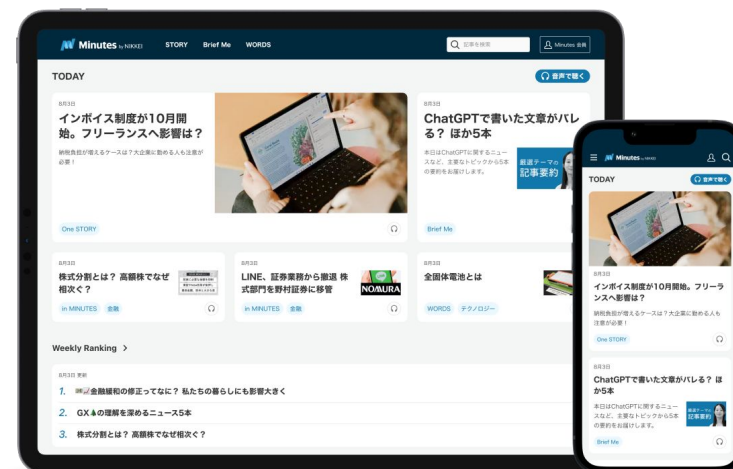 Minutes by NIKKEI STORY Brief Me WORDS 記事を検索 Minutes 会員
TODAY
音声で聴く
8月3日
インボイス制度が10月開
始。フリーランスへ影響は？
納税負担が増えるケースは？大企業に勤める人も注意が
必要！
One STORY
8月3日
ChatGPTで書いた文章がバレ
る？ ほか5本
本日はChatGPTに関するニュー
スなど、主要なトピックから5本
の要約をお届けします。
厳選テーマの
記事要約
Brief Me
8月3日
株式分割とは？ 高額株でなぜ
相次ぐ？
in MINUTES 金融
8月3日
LINE、証券業務から撤退 株
式部門を野村証券に移管
NOMURA
in MINUTES 金融
8月3日
全固体電池とは
WORDS テクノロジー
Weekly Ranking >
8月3日 更新
1. 金融緩和の修正ってなに？ 私たちの暮らしにも影響大きく
2. GX🌲の理解を深めるニュース5本
3. 株式分割とは？ 高額株でなぜ相次ぐ？
Minutes by NIKKEI
TODAY
音声で聴く
8月3日
インボイス制度が10月開始。フリーラ
ンスへ影響は？
納税負担が増えるケースは？大企業に勤める人も
注意が必要！
One STORY
8月3日
ChatGPTで書いた文章がバレる？ ほ
か5本
本日はChatGPTに関するニュー
スなど、主要なトピックから5本
の要約をお届けします。
厳選テーマの
記事要約
Brief Me